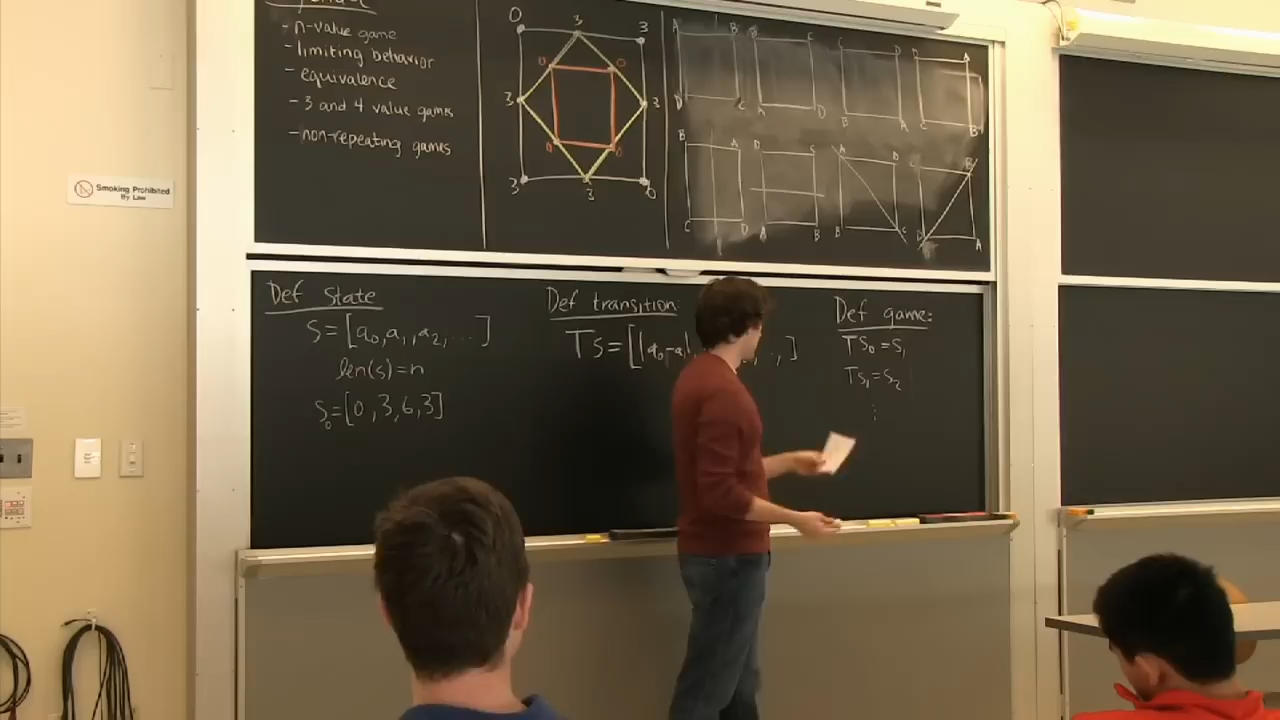 - n-value game
- limiting behavior
- equivalence
- 3 and 4 value games
- non-repeating games
0 3 3
0 0
3 3
0 0
3 3 0
A B B C C D D A
D C A D B A C B
B A D C A D C B
C D A B B C D A
Smoking Prohibited
By Law
Def State
S=[a₀,a₁,a₂,...]
len(s)=n
S₀=[0,3,6,3]
Def transition:
Ts=[|a₀-a₁|
..., ]
Def game:
TS₀=S₁
TS₁=S₂
⋮